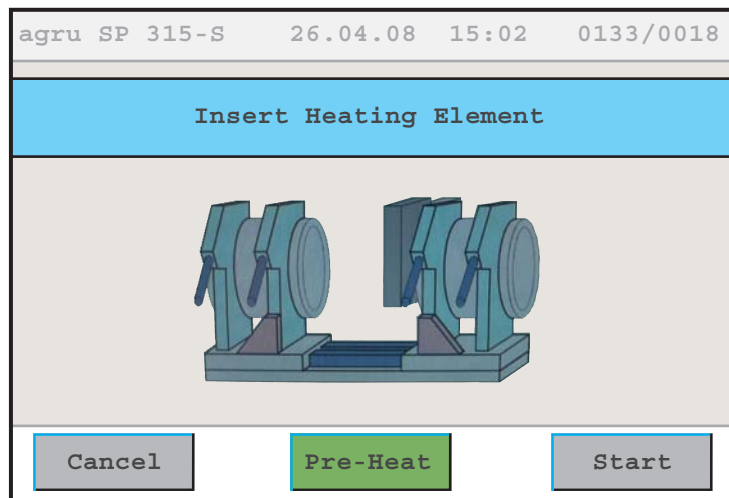 agru SP 315-S 26.04.08 15:02 0133/0018
Insert Heating Element
Cancel Pre-Heat Start